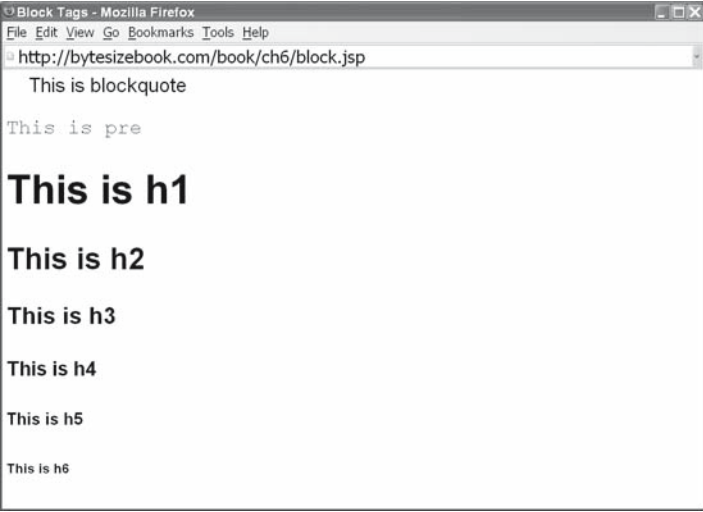 Block Tags - Mozilla Firefox
File Edit View Go Bookmarks Tools Help
http://bytesizebook.com/book/ch6/block.jsp
This is blockquote
This is pre
This is h1
This is h2
This is h3
This is h4
This is h5
This is h6